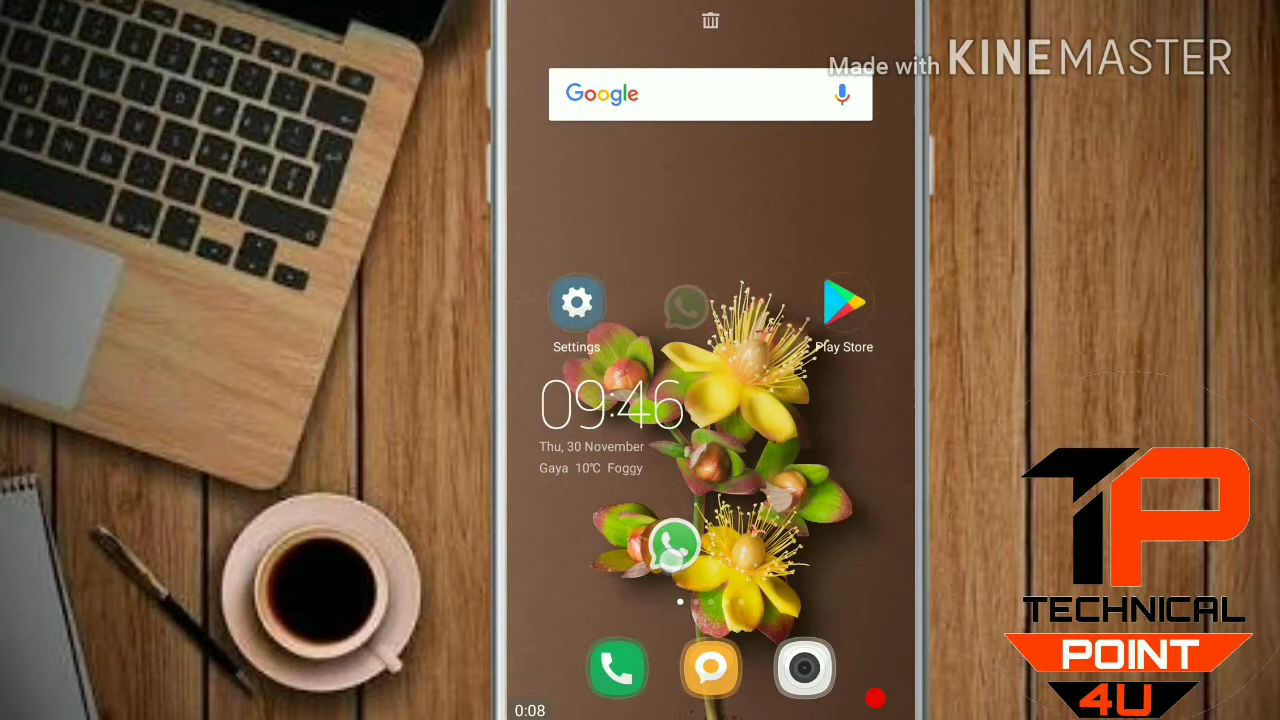 Made with KINEMASTER
Google
Settings
Play Store
09:46
Thu, 30 November
Gaya 10°C Foggy
0:08
TP
TECHNICAL
POINT
4U